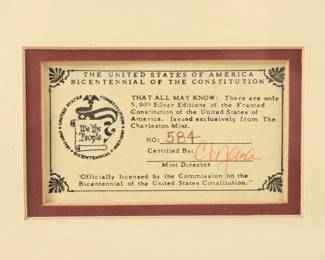 THE UNITED STATES OF AMERICA
BICENTENNIAL OF THE CONSTITUTION
THAT ALL MAY KNOW: There are only
5,000 Silver Editions of the Framed
Constitution of the United States of
America. Issued exclusively from The
Charleston Mint.
We the
People
BICENTENNIAL
NO: 584
Certified By:
Mint Director
"Officially licensed by the Commission on the
Bicentennial of the United States Constitution."